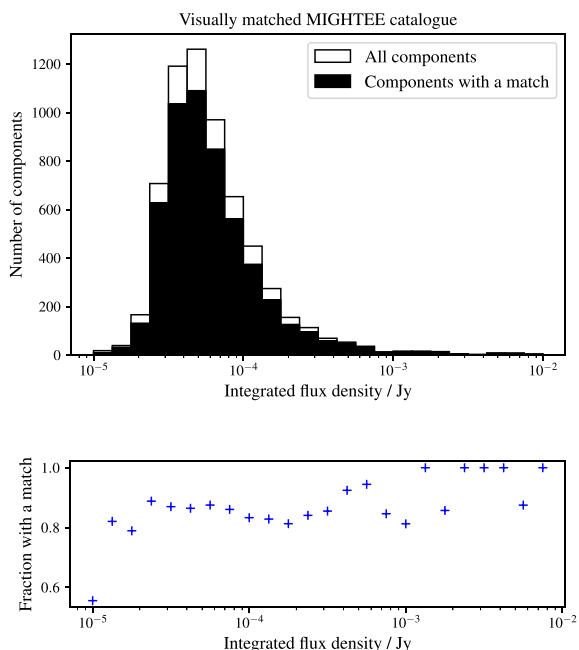 Visually matched MIGHTEE catalogue
All components
Components with a match
Number of components
1200
1000
800
600
400
200
0
10⁻⁵ 10⁻⁴ 10⁻³ 10⁻²
Integrated flux density / Jy
Fraction with a match
1.0
0.8
0.6
10⁻⁵ 10⁻⁴ 10⁻³ 10⁻²
Integrated flux density / Jy